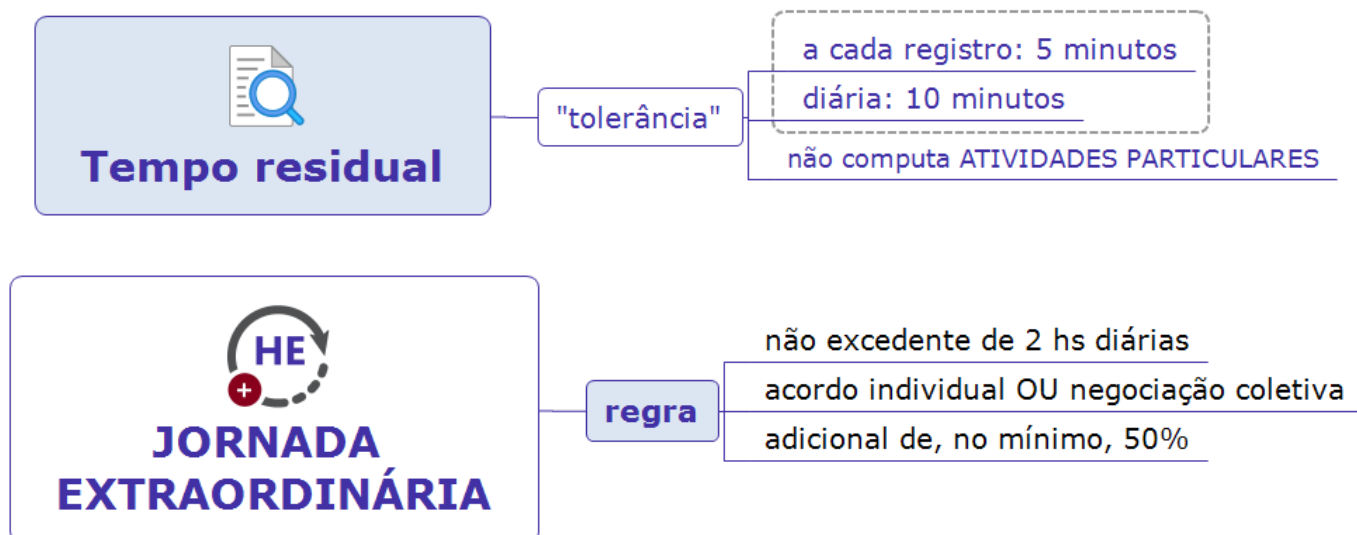 Tempo residual
"tolerância"
a cada registro: 5 minutos
diária: 10 minutos
não computa ATIVIDADES PARTICULARES
HE
+
JORNADA
EXTRAORDINÁRIA
regra
não excedente de 2 hs diárias
acordo individual OU negociação coletiva
adicional de, no mínimo, 50%